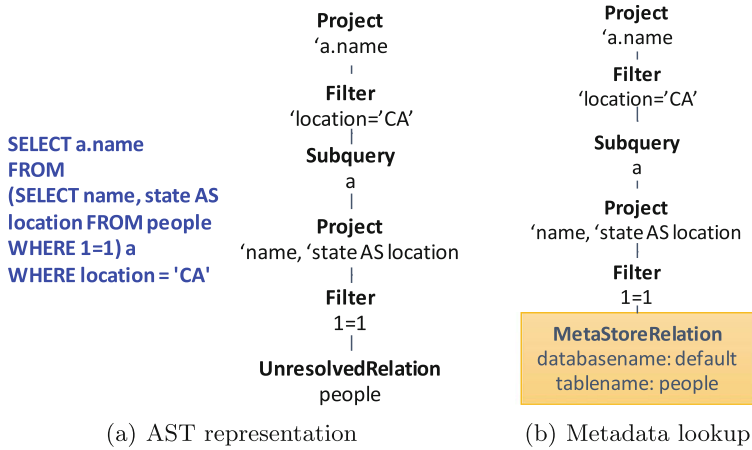 SELECT a.name
FROM
(SELECT name, state AS
location FROM people
WHERE 1=1) a
WHERE location = 'CA'
Project
‘a.name
Filter
‘location=’CA’
Subquery
a
Project
‘name, ‘state AS location
Filter
1=1
UnresolvedRelation
people
(a) AST representation
Project
‘a.name
Filter
‘location=’CA’
Subquery
a
Project
‘name, ‘state AS location
Filter
1=1
MetaStoreRelation
databasename: default
tablename: people
(b) Metadata lookup